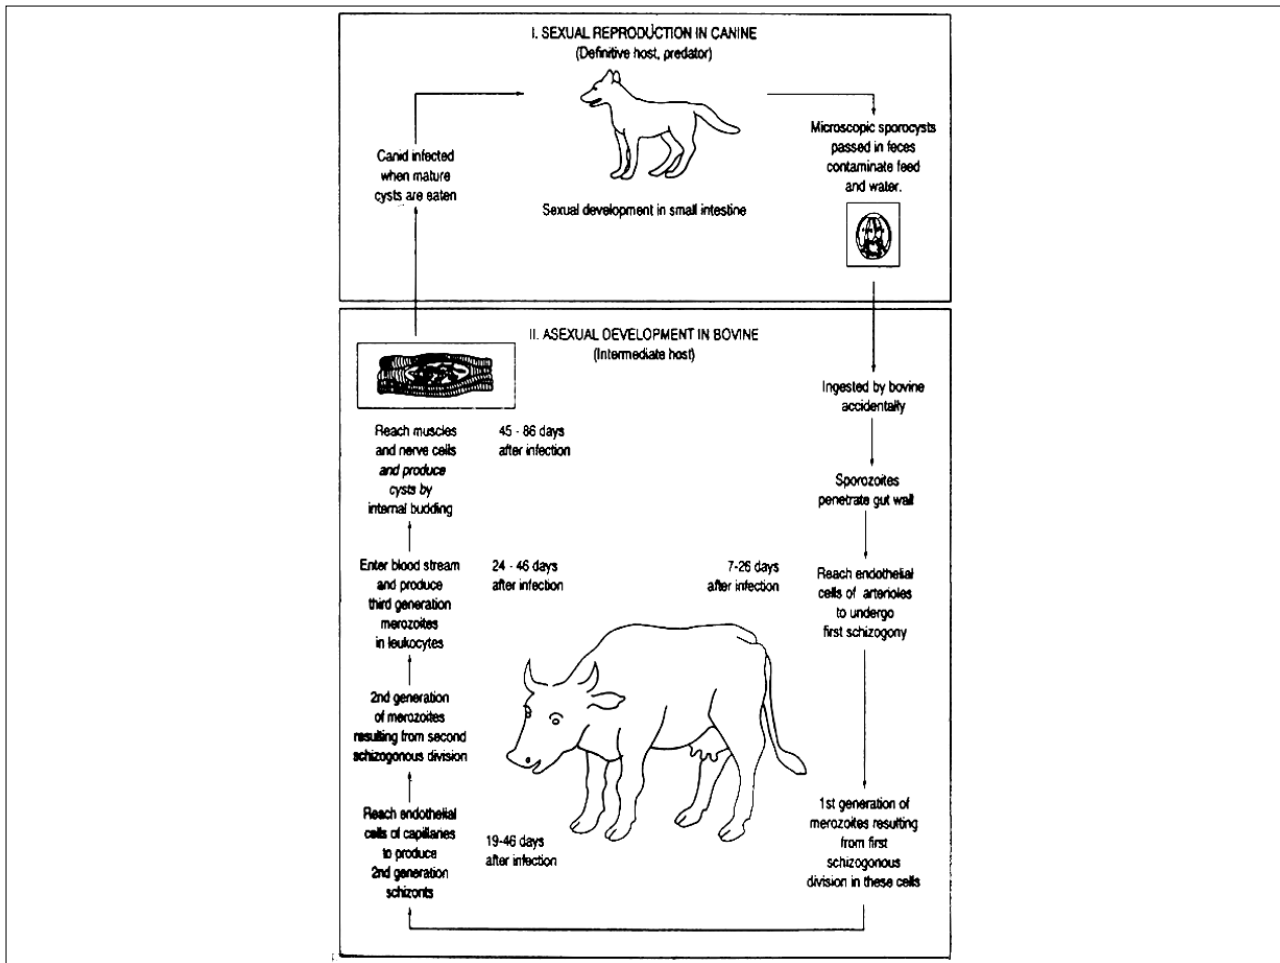 I. SEXUAL REPRODUCTION IN CANINE
(Definitive host, predator)
Microscopic sporocysts
passed in feces
contaminate feed
and water.
Canid infected
when mature
cysts are eaten
Sexual development in small intestine
II. ASEXUAL DEVELOPMENT IN BOVINE
(Intermediate host)
Ingested by bovine
accidentally
Sporozoites
penetrate gut wall
Reach endothelial
cells of arterioles
to undergo
first schizogony
7-26 days
after infection
1st generation of
merozoites resulting
from first
schizogonous
division in these cells
Reach endothelial
cells of capillanes
to produce
2nd generation
schizonts
19-46 days
after infection
2nd generation
of merozoites
resulting from second
schizogonous division
Enter blood stream
and produce
third generation
merozoites
in leukocytes
24 - 46 days
after infection
Reach muscles
and nerve cells
and produce
cysts by
internal budding
45 - 86 days
after infection